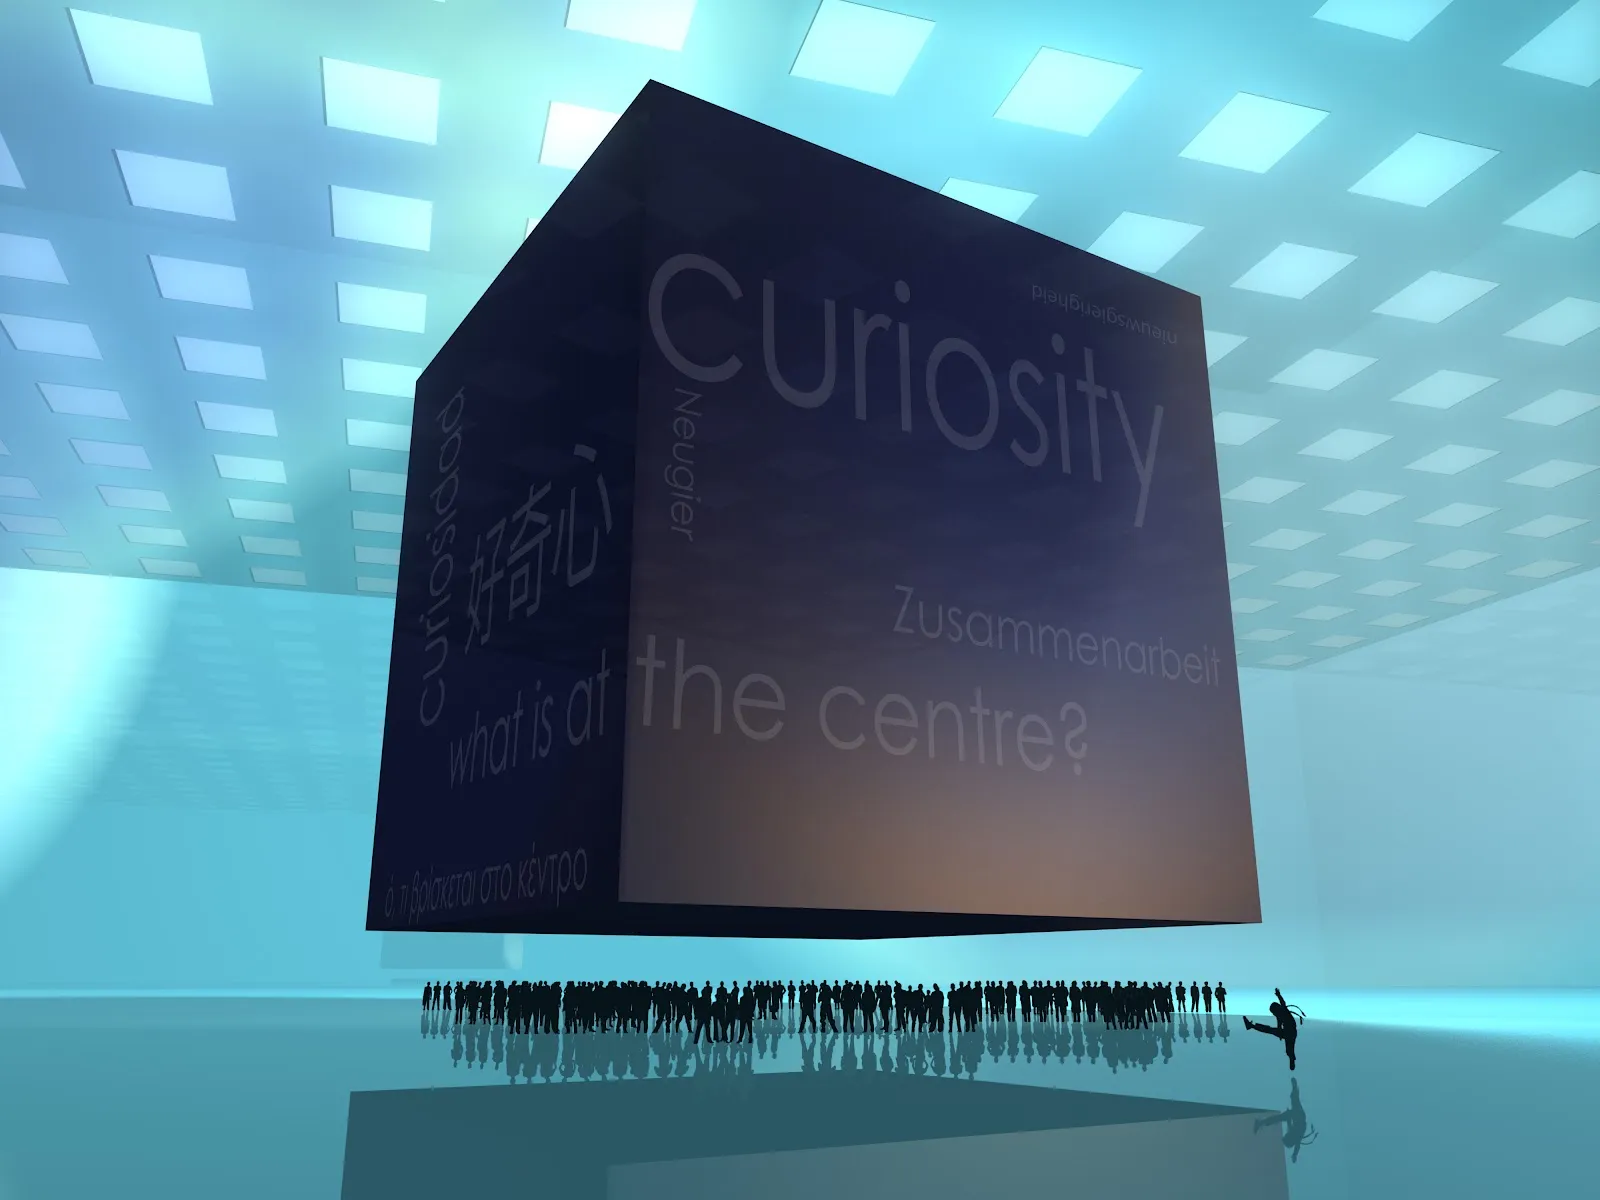 Curiosity
nieuwsgierigheid
Neugier
curiosidad
好奇心
Zusammenarbeit
what is at the centre?
ό, τι βρίσκεται στο κέντρο